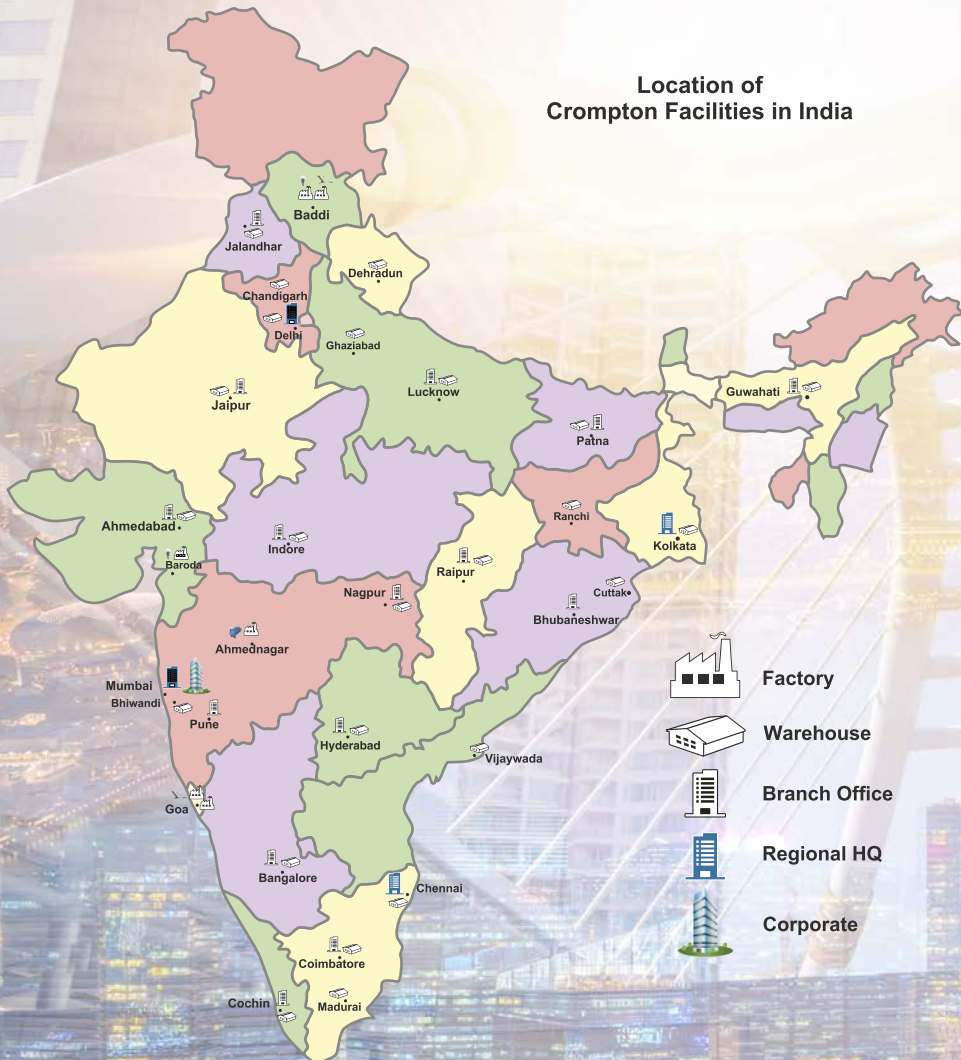 Location of
Crompton Facilities in India
Baddi
Jalandhar
Dehradun
Chandigarh
Delhi
Ghaziabad
Lucknow
Jaipur
Guwahati
Patna
Ahmedabad
Ranchi
Indore
Kolkata
Baroda
Raipur
Nagpur
Cuttak
Bhubaneshwar
Ahmednagar
Mumbai
Bhiwandi
Pune
Hyderabad
Vijaywada
Goa
Bangalore
Chennai
Coimbatore
Cochin
Madurai
Factory
Warehouse
Branch Office
Regional HQ
Corporate